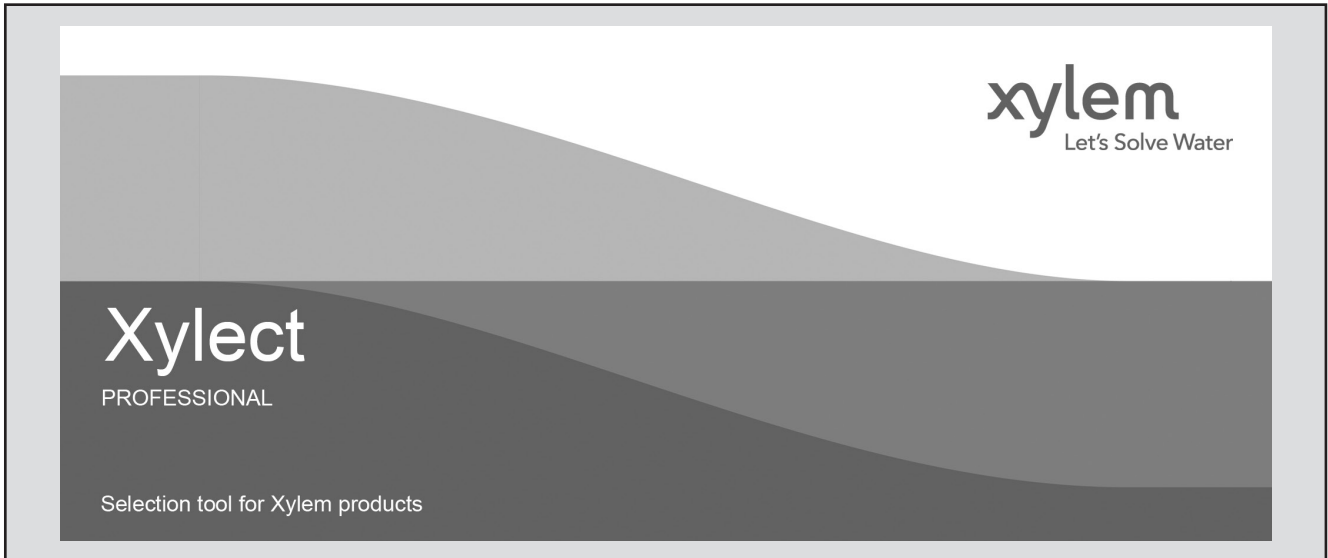 xylem
Let's Solve Water
Xylect
PROFESSIONAL
Selection tool for Xylem products